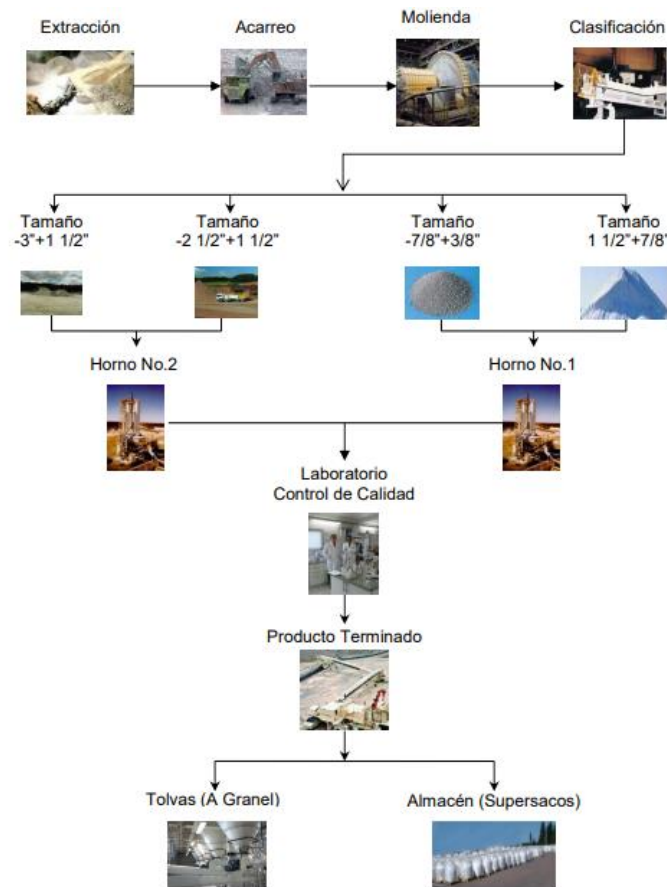 Extracción
Acarreo
Molienda
Clasificación
Tamaño
-3"+1 1/2"
Tamaño
-2 1/2"+1 1/2"
Tamaño
-7/8"+3/8"
Tamaño
1 1/2"+7/8"
Horno No.2
Horno No.1
Laboratorio
Control de Calidad
Producto Terminado
Tolvas (A Granel)
Almacén (Supersacos)